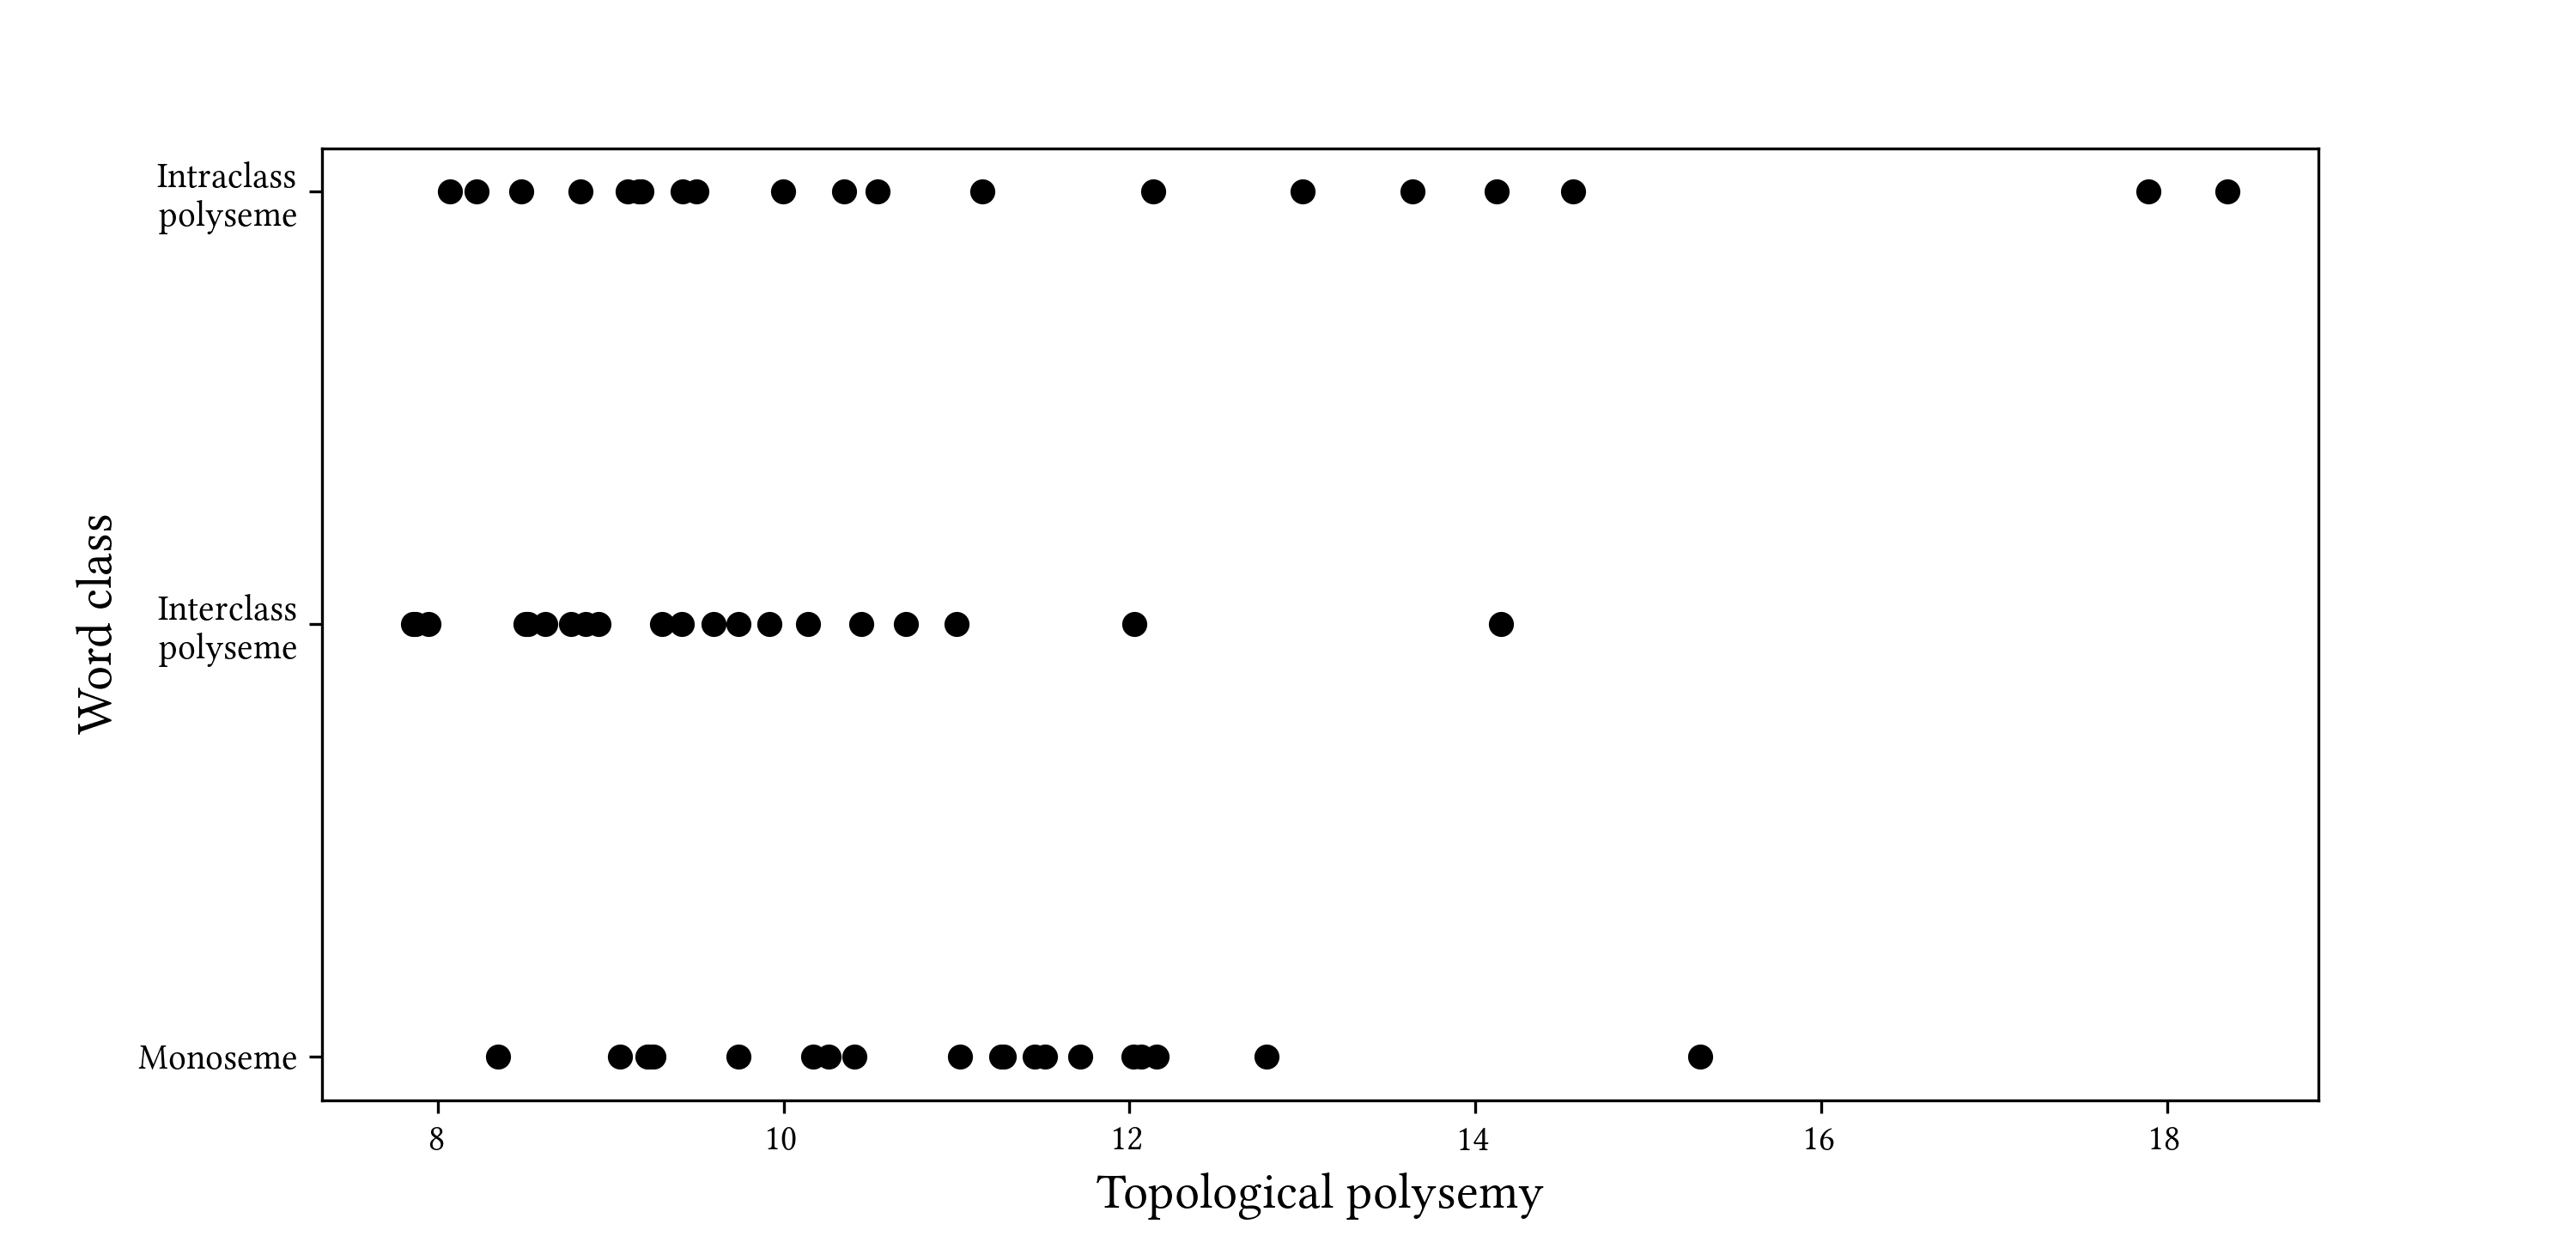 Intraclass
polyseme
Word class
Interclass
polyseme
Monoseme
8 10 12 14 16 18
Topological polysemy